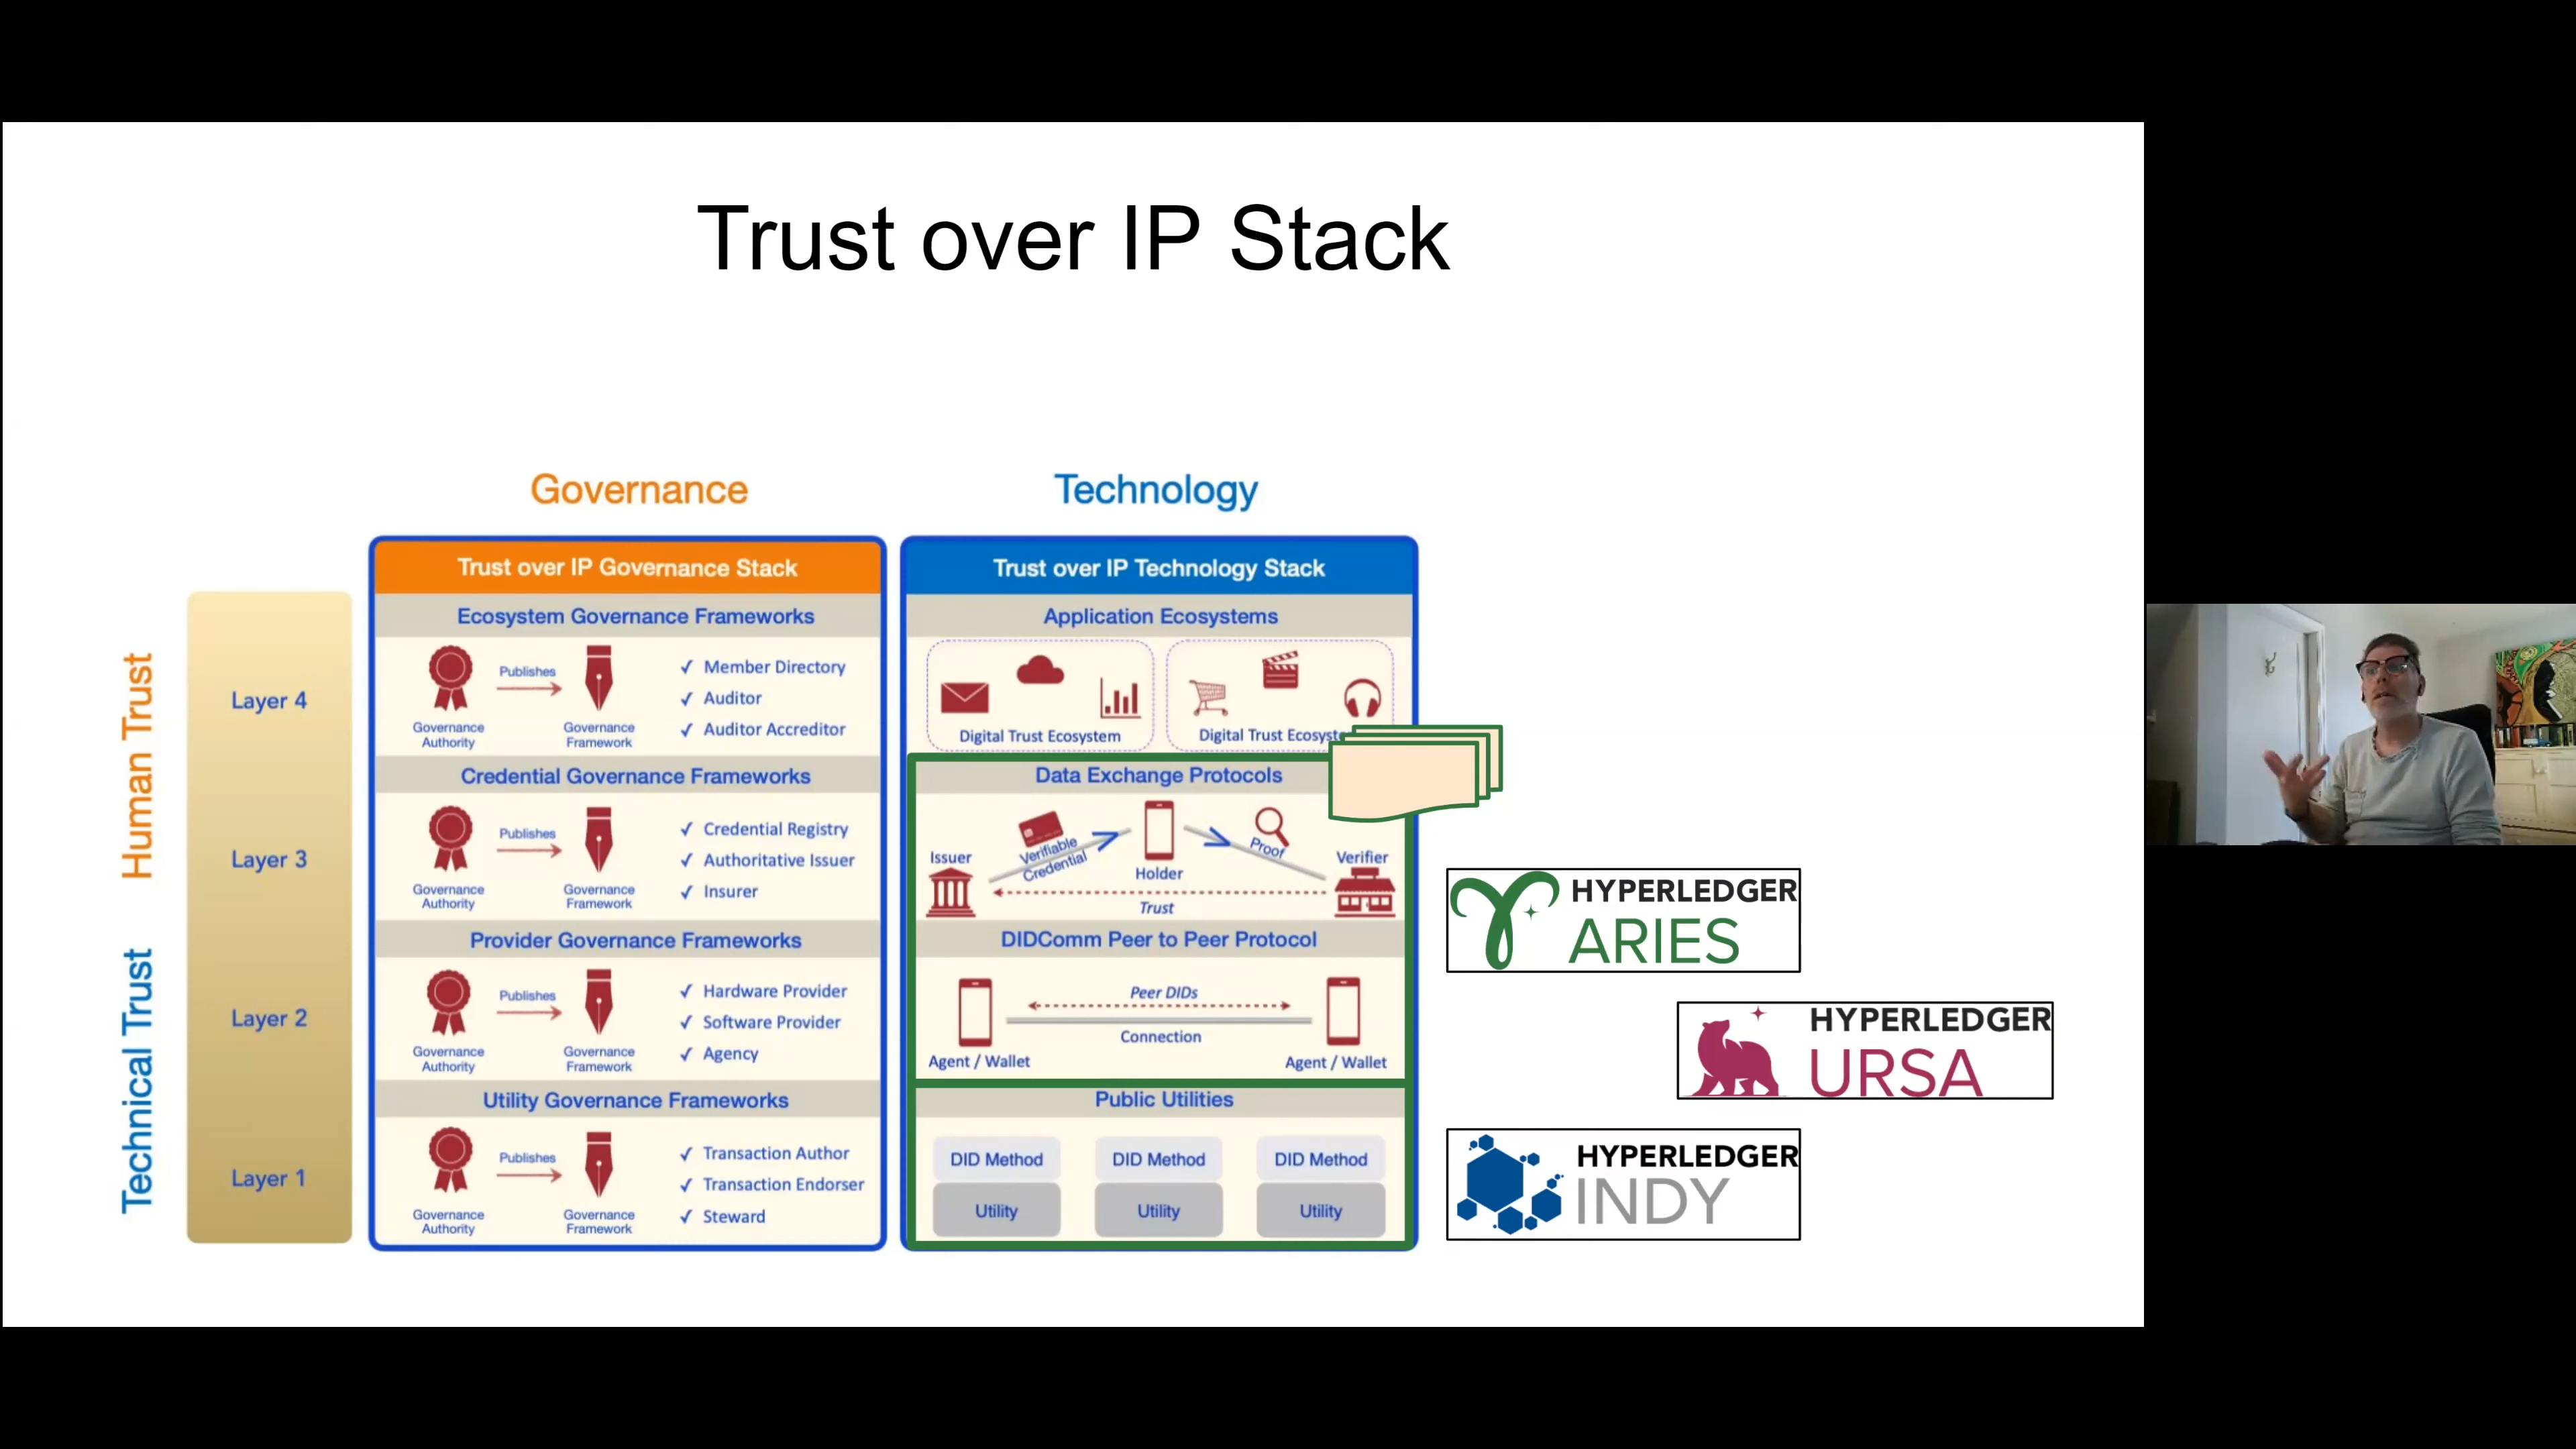 Trust over IP Stack
Governance
Technology
Human Trust
Technical Trust
Layer 4
Layer 3
Layer 2
Layer 1
Trust over IP Governance Stack
Ecosystem Governance Frameworks
Publishes
Governance
Authority
Governance
Framework
✓ Member Directory
✓ Auditor
✓ Auditor Accreditor
Credential Governance Frameworks
Publishes
Governance
Authority
Governance
Framework
✓ Credential Registry
✓ Authoritative Issuer
✓ Insurer
Provider Governance Frameworks
Publishes
Governance
Authority
Governance
Framework
✓ Hardware Provider
✓ Software Provider
✓ Agency
Utility Governance Frameworks
Publishes
Governance
Authority
Governance
Framework
✓ Transaction Author
✓ Transaction Endorser
✓ Steward
Trust over IP Technology Stack
Application Ecosystems
Digital Trust Ecosystem
Digital Trust Ecosyst
Data Exchange Protocols
Issuer
Verifiable
Credential
Holder
Proof
Verifier
Trust
DIDComm Peer to Peer Protocol
Peer DIDs
Connection
Agent / Wallet
Agent / Wallet
Public Utilities
DID Method
DID Method
DID Method
Utility
Utility
Utility
HYPERLEDGER
ARIES
HYPERLEDGER
URSA
HYPERLEDGER
INDY